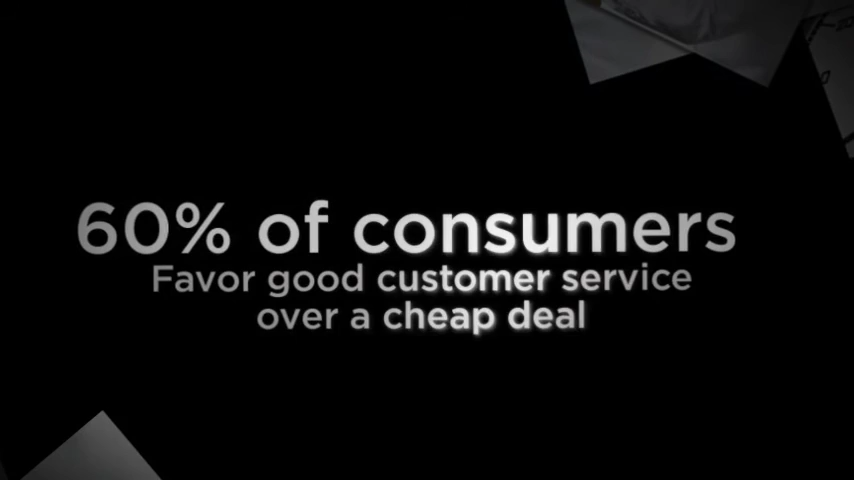 60% of consumers
Favor good customer service
over a cheap deal